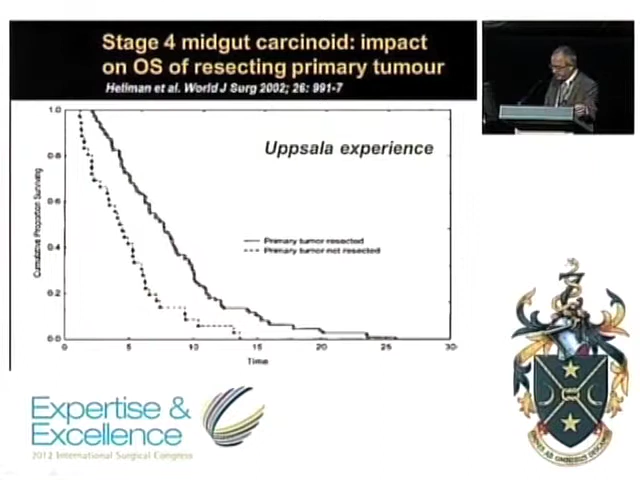 Stage 4 midgut carcinoid: impact
on OS of resecting primary tumour
Hellman et al. World J Surg 2002; 26: 991-7
Uppsala experience
Cumulative Proportion Surviving
1.0
0.8
0.6
0.4
0.2
0.0
Primary tumor resected
Primary tumor not resected
0 5 10 15 20 25 30
Time
Expertise &
Excellence
2012 International Surgical Congress